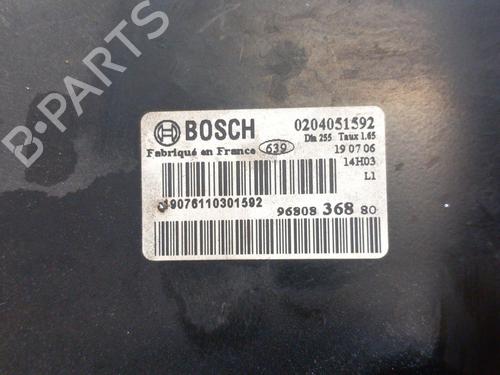 BOSCH 0204051592
Dia 255 Taux 1.65
Fabriqué en France 639 19 07 06
14H03
L1
19076110301592
96808 368 80
B-PARTS